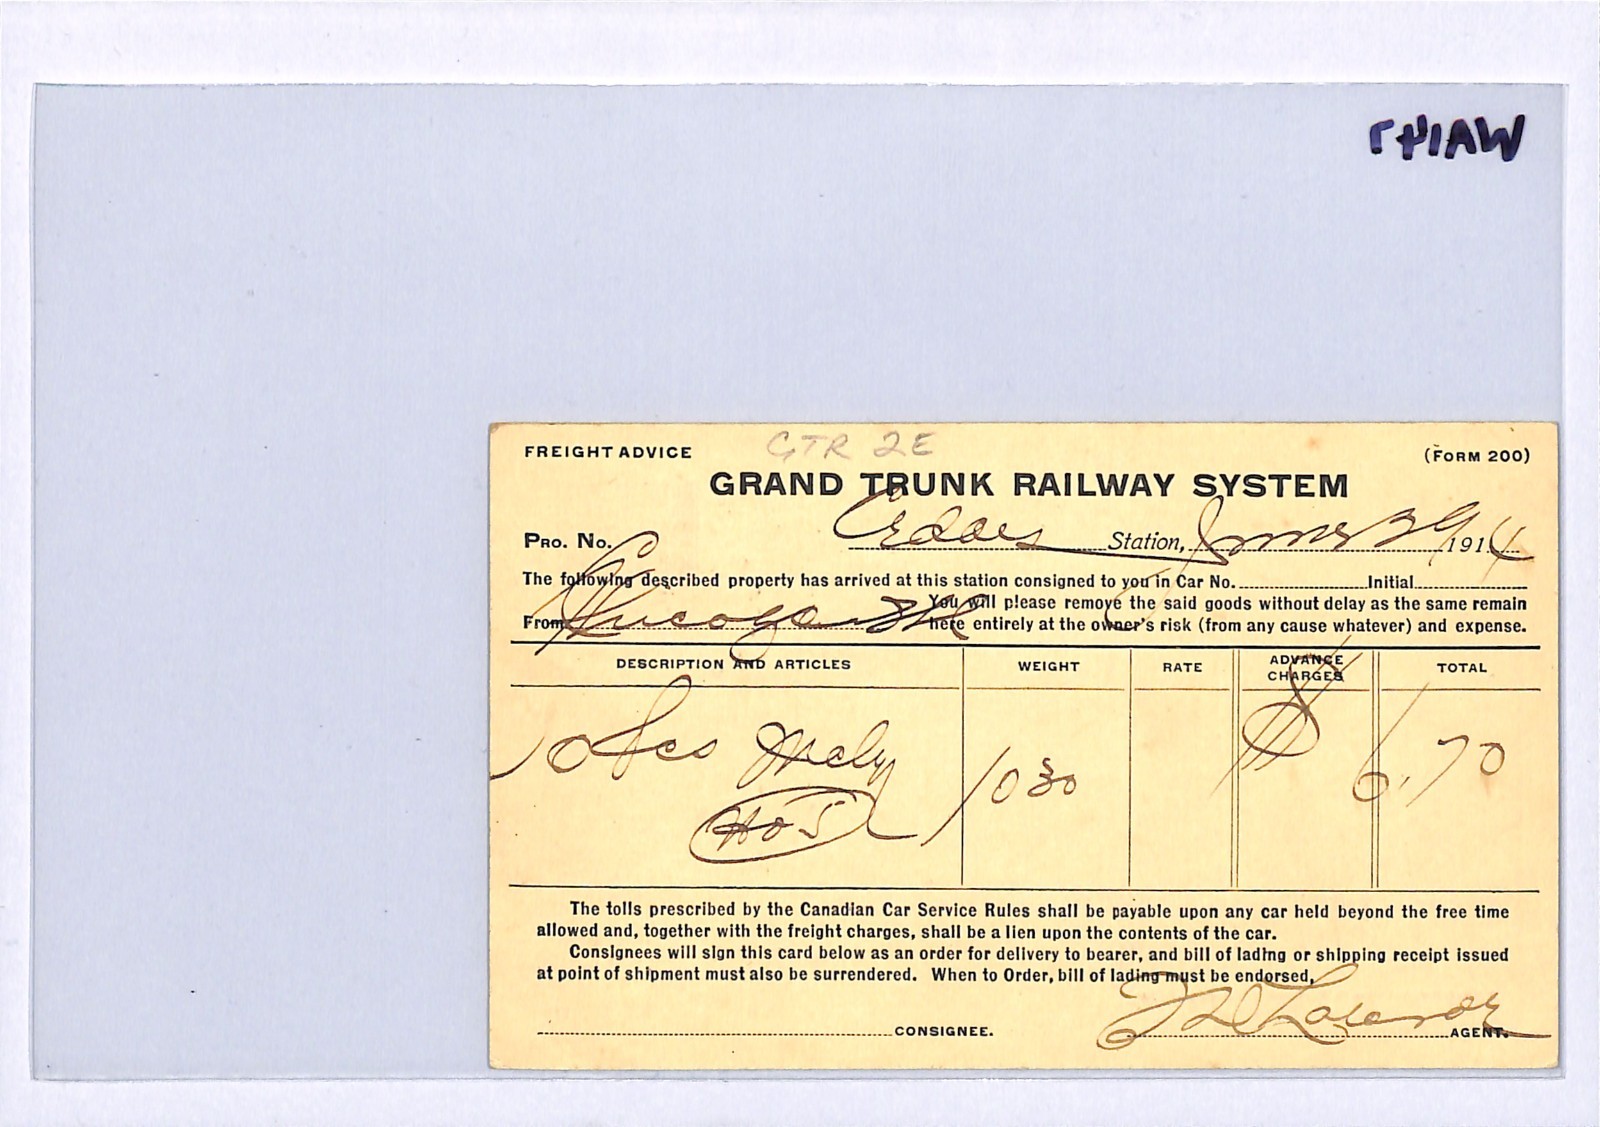 GTR 2E
FREIGHT ADVICE (FORM 200)
GRAND TRUNK RAILWAY SYSTEM
PRO. No. Station, 1914
The following described property has arrived at this station consigned to you in Car No. Initial
You will please remove the said goods without delay as the same remain
From here entirely at the owner's risk (from any cause whatever) and expense.
DESCRIPTION AND ARTICLES WEIGHT RATE ADVANCE CHARGES TOTAL
10 1030 6.70
The tolls prescribed by the Canadian Car Service Rules shall be payable upon any car held beyond the free time
allowed and, together with the freight charges, shall be a lien upon the contents of the car.
Consignees will sign this card below as an order for delivery to bearer, and bill of lading or shipping receipt issued
at point of shipment must also be surrendered. When to Order, bill of lading must be endorsed,
CONSIGNEE. AGENT.